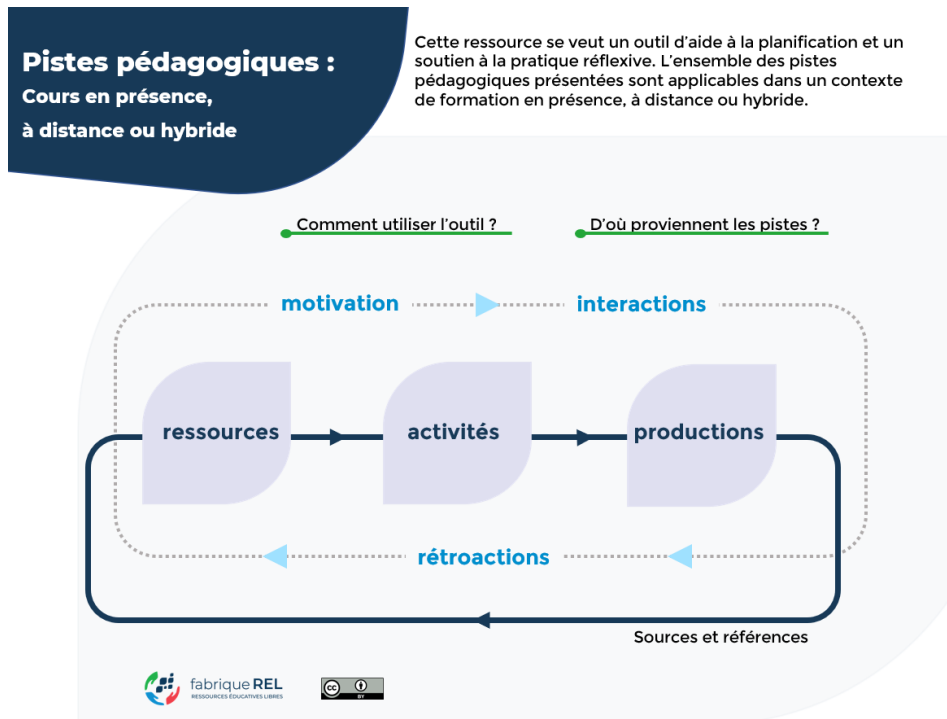 Pistes pédagogiques :
Cours en présence,
à distance ou hybride
Cette ressource se veut un outil d'aide à la planification et un
soutien à la pratique réflexive. L'ensemble des pistes
pédagogiques présentées sont applicables dans un contexte
de formation en présence, à distance ou hybride.
Comment utiliser l'outil ?
D'où proviennent les pistes ?
motivation
interactions
ressources
activités
productions
rétroactions
Sources et références
fabrique REL
RESSOURCES ÉDUCATIVES LIBRES
cc
BY